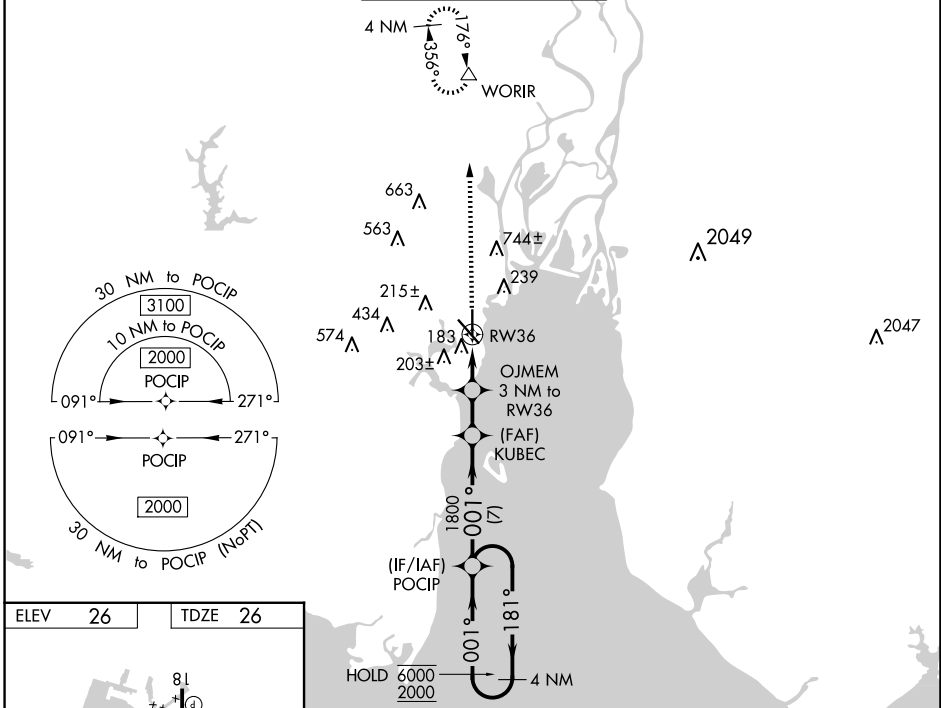 4 NM
176°
356°
WORIR
663
563
744±
2049
239
215±
434
574
183
203±
RW36
2047
OJMEM
3 NM to
RW36
(FAF)
KUBEC
1800
001°
(7)
(IF/IAF)
POCIP
001°
181°
HOLD 6000
2000
4 NM
30 NM to POCIP
3100
10 NM to POCIP
2000
POCIP
091° 271°
091° 271°
POCIP
2000
30 NM to POCIP (NoPT)
ELEV 26 TDZE 26
18
P